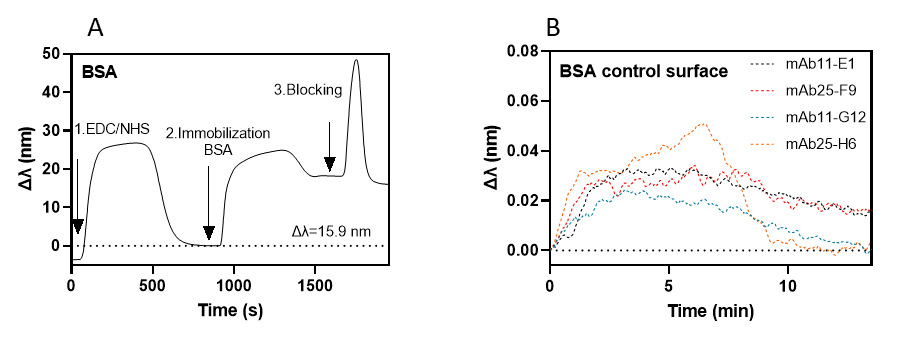 A
BSA
1.EDC/NHS
2.Immobilization
BSA
3.Blocking
Δλ=15.9 nm
Δλ (nm)
50
40
30
20
10
0
0 500 1000 1500
Time (s)
B
BSA control surface
mAb11-E1
mAb25-F9
mAb11-G12
mAb25-H6
Δλ (nm)
0.08
0.06
0.04
0.02
0.00
0 5 10
Time (min)